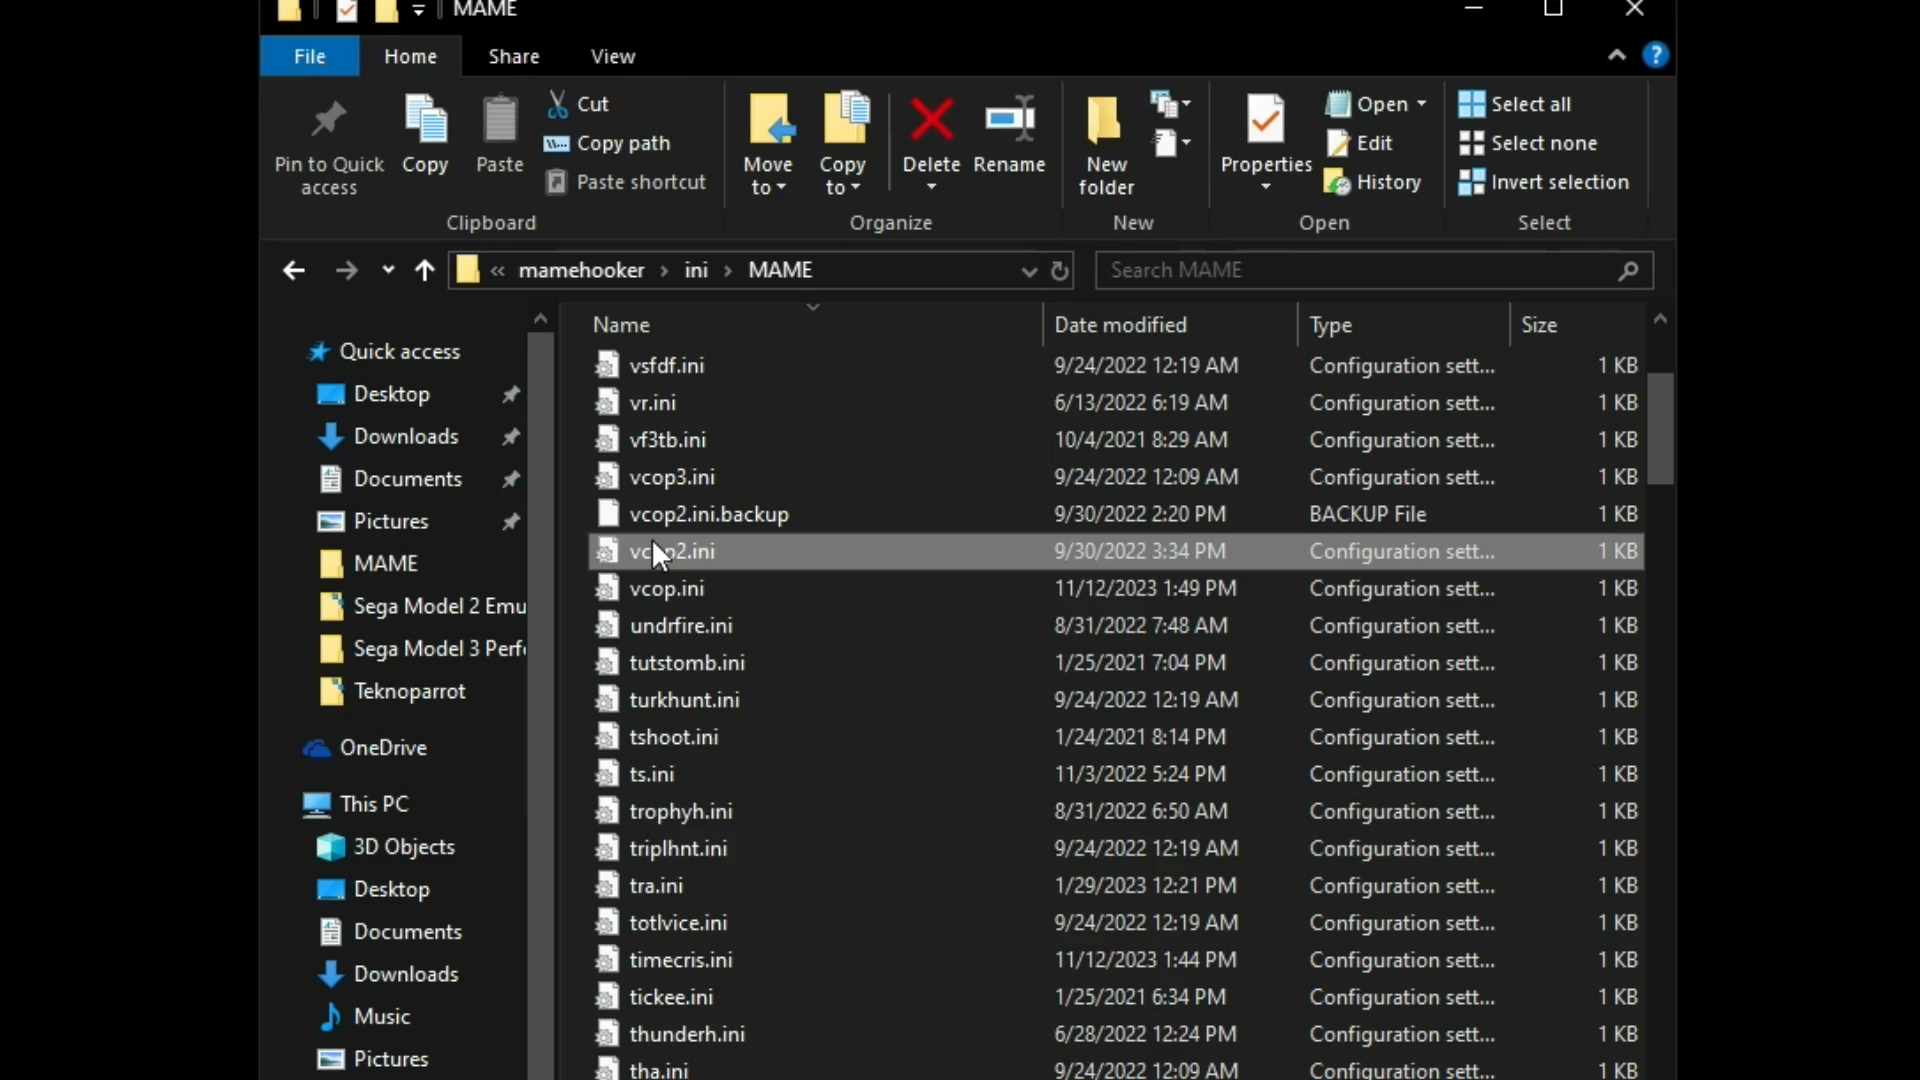 MAME
File Home Share View
Pin to Quick access
Copy
Paste
Cut
Copy path
Paste shortcut
Clipboard
Move to
Copy to
Delete
Rename
Organize
New folder
New
Properties
Open
Edit
History
Open
Select all
Select none
Invert selection
Select
« mamehooker › ini › MAME
Search MAME
Quick access
Desktop
Downloads
Documents
Pictures
MAME
Sega Model 2 Emu
Sega Model 3 Perf
Teknoparrot
OneDrive
This PC
3D Objects
Desktop
Documents
Downloads
Music
Pictures
Name Date modified Type Size
vsfdf.ini 9/24/2022 12:19 AM Configuration sett... 1 KB
vr.ini 6/13/2022 6:19 AM Configuration sett... 1 KB
vf3tb.ini 10/4/2021 8:29 AM Configuration sett... 1 KB
vcop3.ini 9/24/2022 12:09 AM Configuration sett... 1 KB
vcop2.ini.backup 9/30/2022 2:20 PM BACKUP File 1 KB
vcop2.ini 9/30/2022 3:34 PM Configuration sett... 1 KB
vcop.ini 11/12/2023 1:49 PM Configuration sett... 1 KB
undrfire.ini 8/31/2022 7:48 AM Configuration sett... 1 KB
tutstomb.ini 1/25/2021 7:04 PM Configuration sett... 1 KB
turkhunt.ini 9/24/2022 12:19 AM Configuration sett... 1 KB
tshoot.ini 1/24/2021 8:14 PM Configuration sett... 1 KB
ts.ini 11/3/2022 5:24 PM Configuration sett... 1 KB
trophyh.ini 8/31/2022 6:50 AM Configuration sett... 1 KB
triplhnt.ini 9/24/2022 12:19 AM Configuration sett... 1 KB
tra.ini 1/29/2023 12:21 PM Configuration sett... 1 KB
totlvice.ini 9/24/2022 12:19 AM Configuration sett... 1 KB
timecris.ini 11/12/2023 1:44 PM Configuration sett... 1 KB
tickee.ini 1/25/2021 6:34 PM Configuration sett... 1 KB
thunderh.ini 6/28/2022 12:24 PM Configuration sett... 1 KB
tha.ini 9/24/2022 12:09 AM Configuration sett... 1 KB